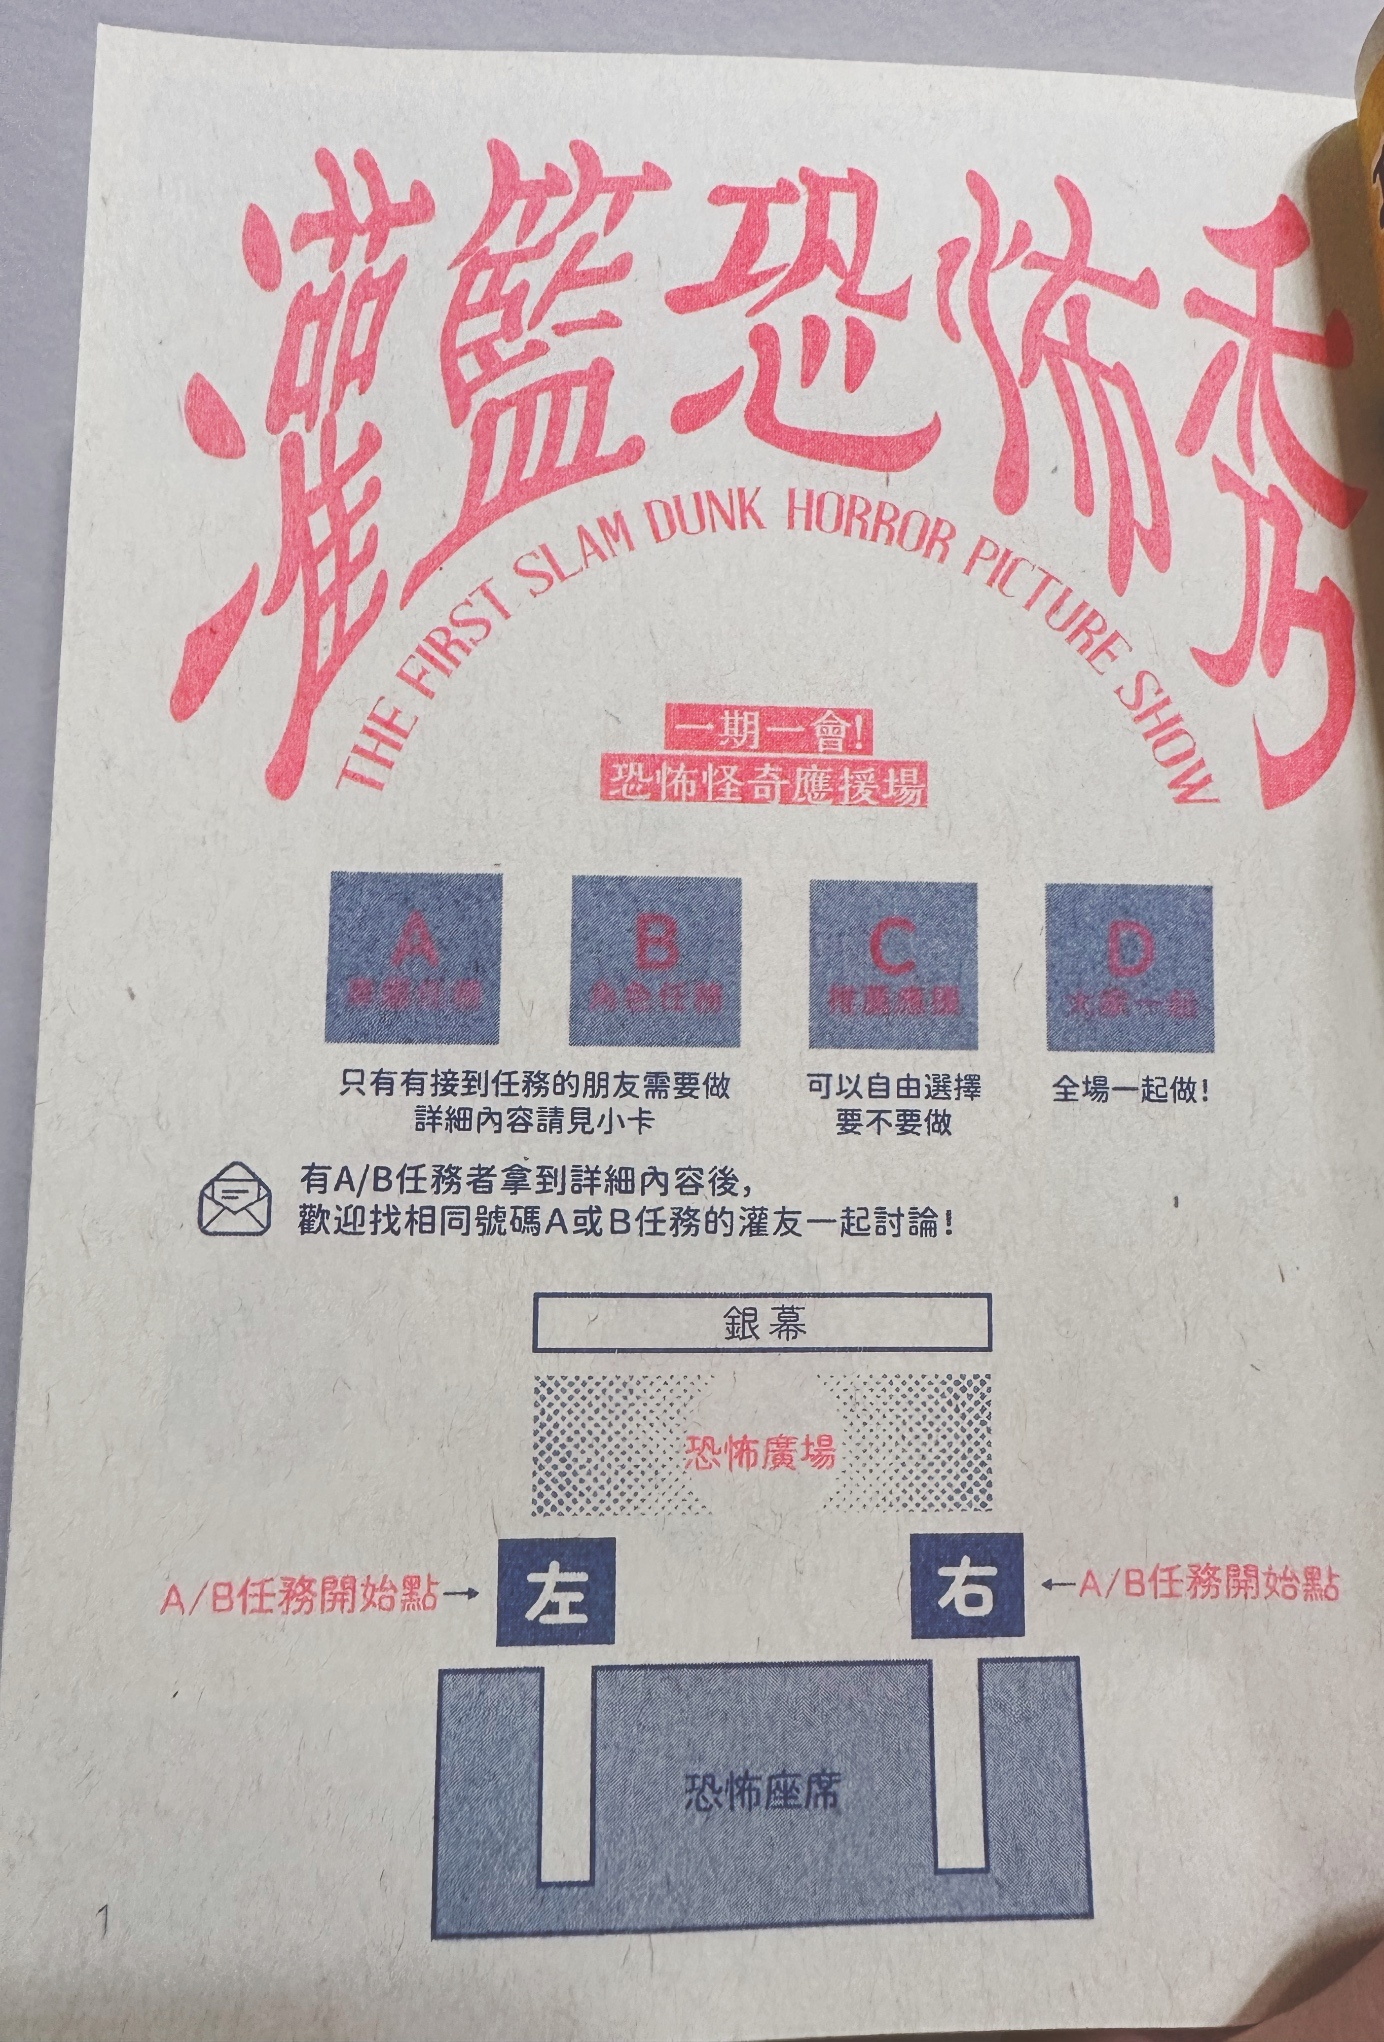 灌籃恐怖秀
THE FIRST SLAM DUNK HORROR PICTURE SHOW
一期一會!
恐怖怪奇應援場
A
B
角色任務
C
D
只有有接到任務的朋友需要做
詳細內容請見小卡
可以自由選擇
要不要做
全場一起做!
有A/B任務者拿到詳細內容後,
歡迎找相同號碼A或B任務的灌友一起討論!
銀幕
恐怖廣場
A/B任務開始點→
左
右
←A/B任務開始點
恐怖座席
1